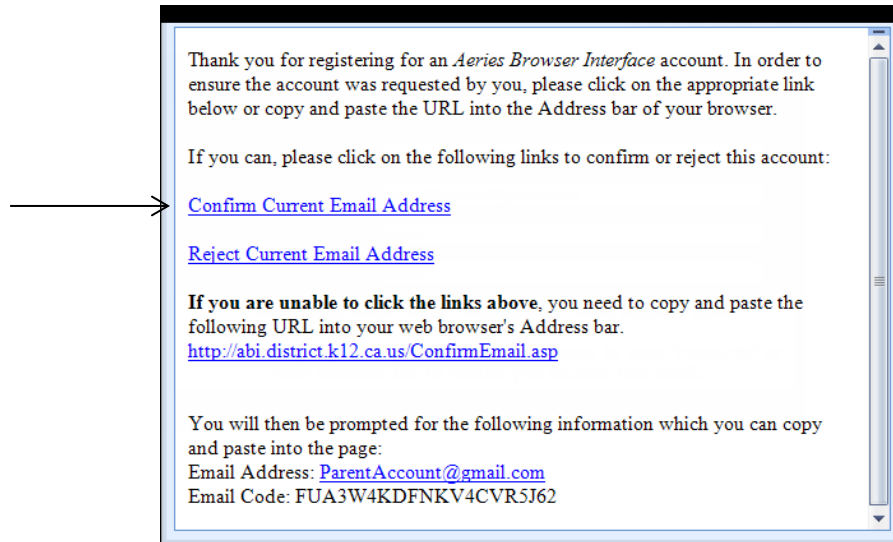 Thank you for registering for an Aeries Browser Interface account. In order to
ensure the account was requested by you, please click on the appropriate link
below or copy and paste the URL into the Address bar of your browser.
If you can, please click on the following links to confirm or reject this account:
Confirm Current Email Address
Reject Current Email Address
If you are unable to click the links above, you need to copy and paste the
following URL into your web browser's Address bar.
http://abi.district.k12.ca.us/ConfirmEmail.asp
You will then be prompted for the following information which you can copy
and paste into the page:
Email Address: ParentAccount@gmail.com
Email Code: FUA3W4KDFNKV4CVR5J62